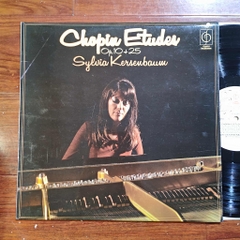 Chopin Etudes
Op.10 & 25
Sylvia Kersenbaum